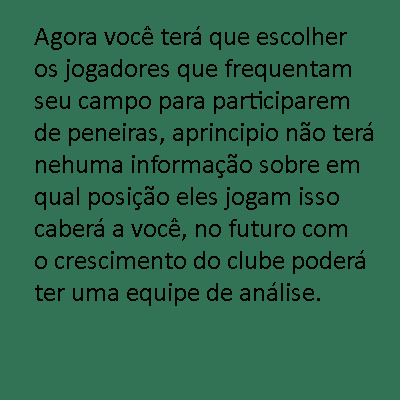 Agora você terá que escolher
os jogadores que frequentam
seu campo para participarem
de peneiras, aprincipio não terá
nehuma informação sobre em
qual posição eles jogam isso
caberá a você, no futuro com
o crescimento do clube poderá
ter uma equipe de análise.